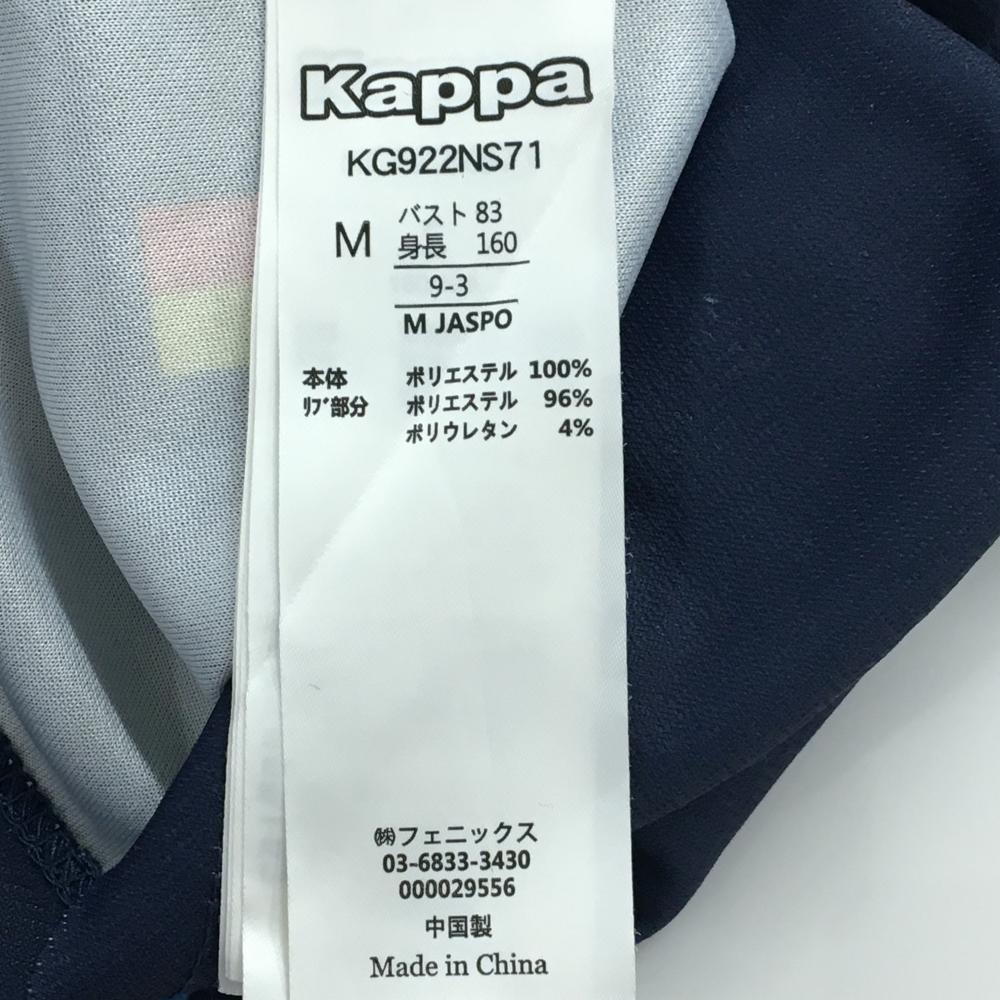 Kappa
KG922NS71
M
バスト 83
身長 160
9-3
M JASPO
本体 ポリエステル 100%
ﾘﾌﾞ部分 ポリエステル 96%
ポリウレタン 4%
㈱フェニックス
03-6833-3430
000029556
中国製
Made in China